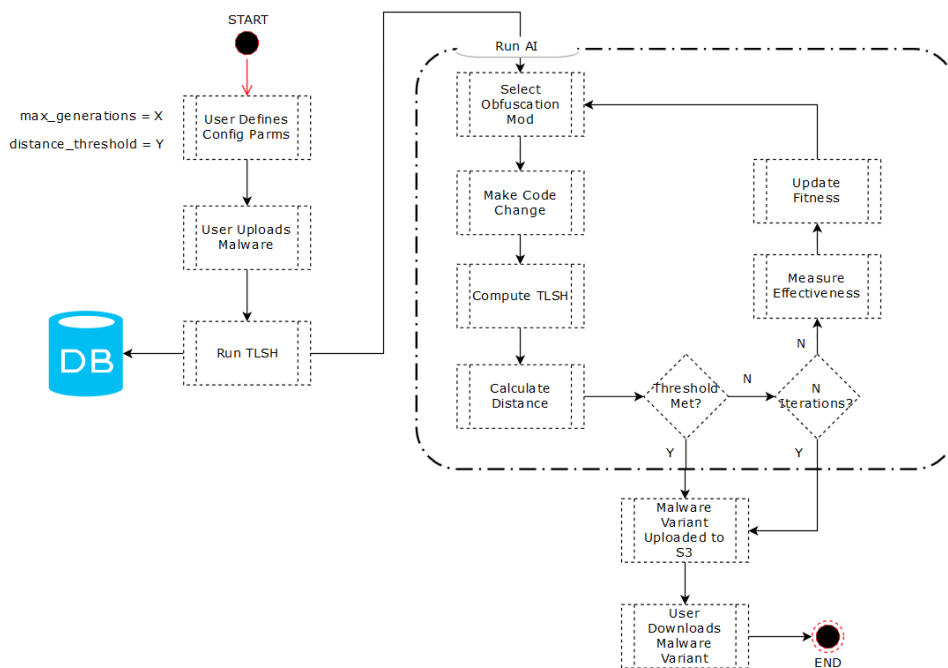 START
max_generations = X
distance_threshold = Y
User Defines
Config Parms
User Uploads
Malware
Run TLSH
DB
Run AI
Select
Obfuscation
Mod
Make Code
Change
Compute TLSH
Calculate
Distance
Threshold
Met?
N
Y
N
Iterations?
N
Y
Measure
Effectiveness
Update
Fitness
Malware
Variant
Uploaded to
S3
User
Downloads
Malware
Variant
END